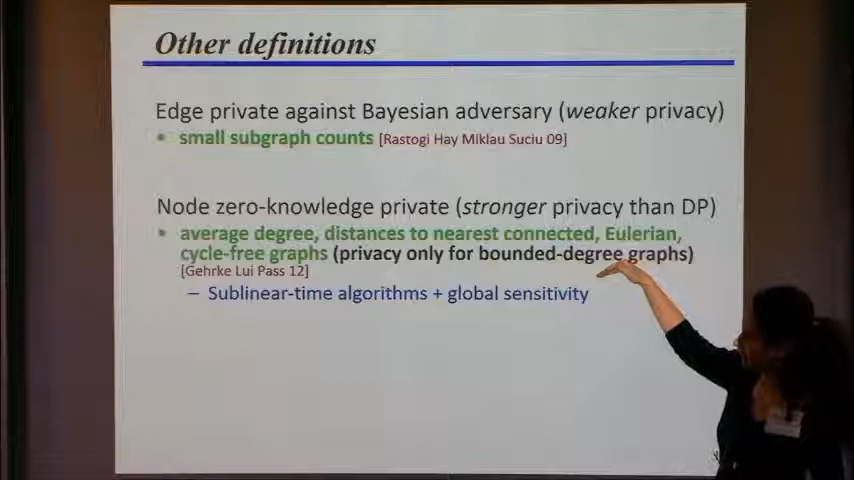 Other definitions
Edge private against Bayesian adversary (weaker privacy)
• small subgraph counts [Rastogi Hay Miklau Suciu 09]
Node zero-knowledge private (stronger privacy than DP)
• average degree, distances to nearest connected, Eulerian,
cycle-free graphs (privacy only for bounded-degree graphs)
[Gehrke Lui Pass 12]
– Sublinear-time algorithms + global sensitivity